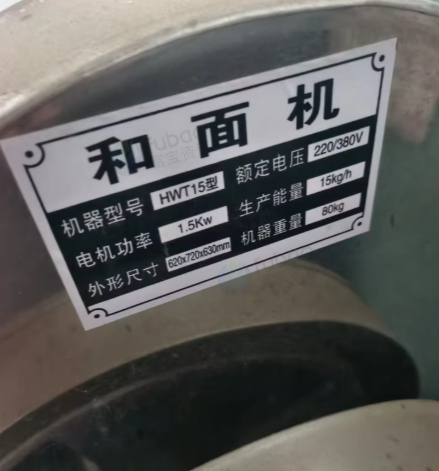 和面机
机器型号 HWT15型 额定电压 220/380V
电机功率 1.5Kw 生产能量 15kg/h
外形尺寸 620x720x630mm 机器重量 80kg